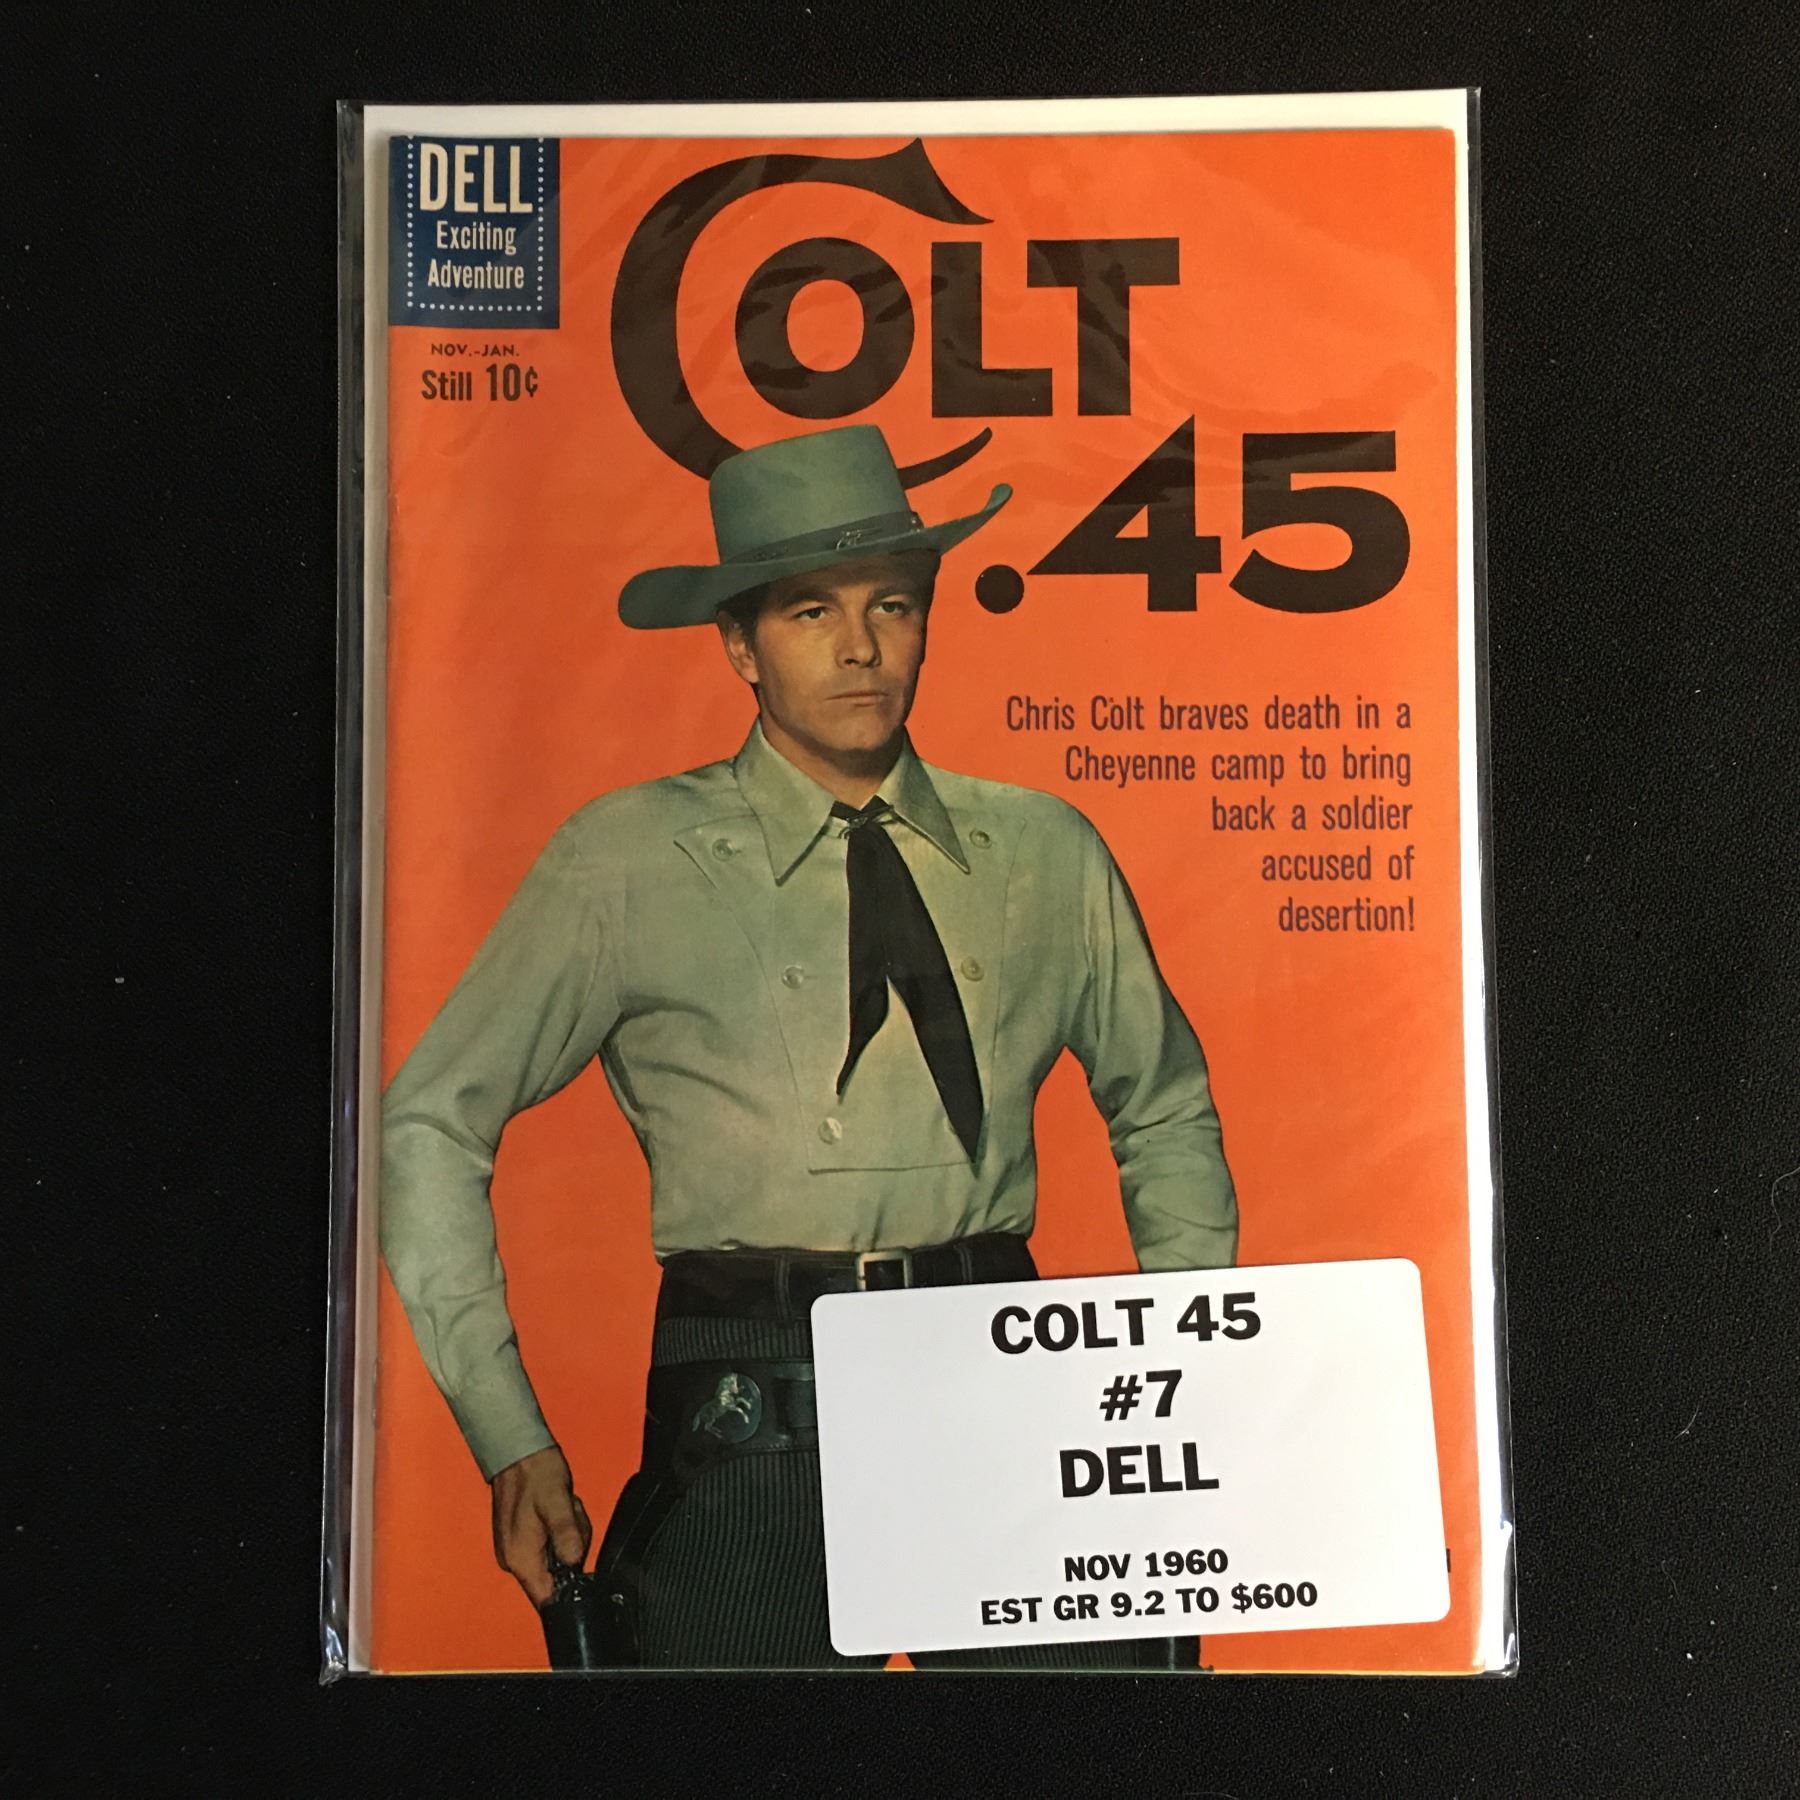 DELL
Exciting
Adventure
NOV.-JAN.
Still 10¢
COLT
.45
Chris Colt braves death in a
Cheyenne camp to bring
back a soldier
accused of
desertion!
COLT 45
#7
DELL
NOV 1960
EST GR 9.2 TO $600